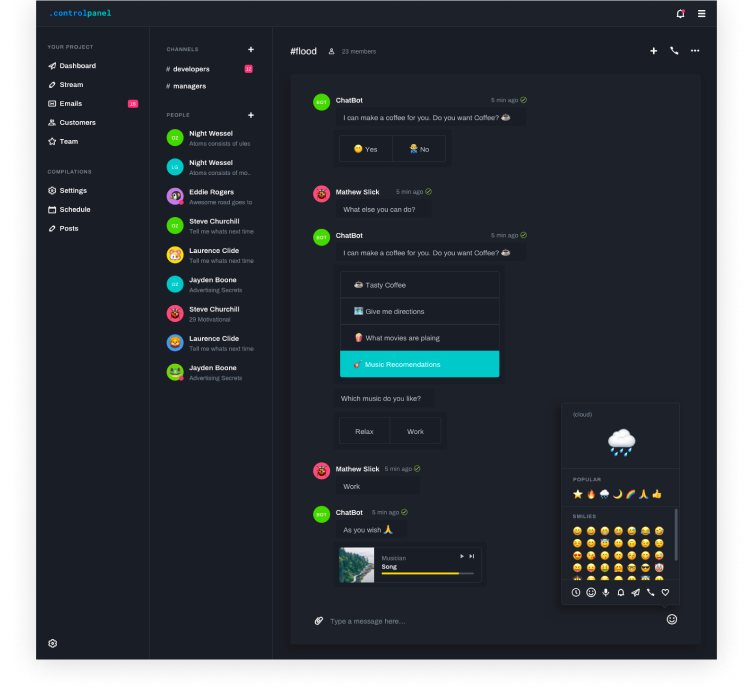 .controlpanel
YOUR PROJECT
Dashboard
Stream
Emails
Customers
Team
COMPILATIONS
Settings
Schedule
Posts
CHANNELS +
# developers
# managers
PEOPLE +
OZ Night Wessel
Atoms consists of ules
LG Night Wessel
Atoms consists of mo..
Eddie Rogers
Awesome road goes to
OZ Steve Churchill
Tell me whats next time
Laurence Clide
Tell me whats next time
OZ Jayden Boone
Advertising Secrets
Steve Churchill
29 Motivational
Laurence Clide
Tell me whats next time
Jayden Boone
Advertising Secrets
#flood 23 members
BOT ChatBot 5 min ago
I can make a coffee for you. Do you want Coffee?
Yes No
Mathew Slick 5 min ago
What else you can do?
BOT ChatBot 5 min ago
I can make a coffee for you. Do you want Coffee?
Tasty Coffee
Give me directions
What movies are plaing
Music Recomendations
Which music do you like?
Relax Work
Mathew Slick 5 min ago
Work
BOT ChatBot 5 min ago
As you wish
Musician
Song
Type a message here...
(cloud)
POPULAR
SMILIES